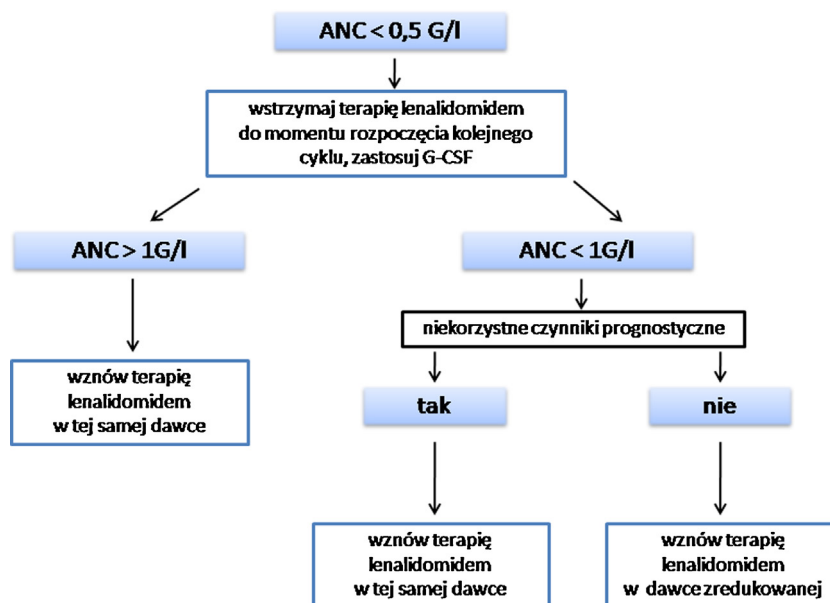 ANC < 0,5 G/l
wstrzymaj terapię lenalidomidem
do momentu rozpoczęcia kolejnego
cyklu, zastosuj G-CSF
ANC > 1G/l
ANC < 1G/l
niekorzystne czynniki prognostyczne
wznów terapię
lenalidomidem
w tej samej dawce
tak
nie
wznów terapię
lenalidomidem
w tej samej dawce
wznów terapię
lenalidomidem
w dawce zredukowanej